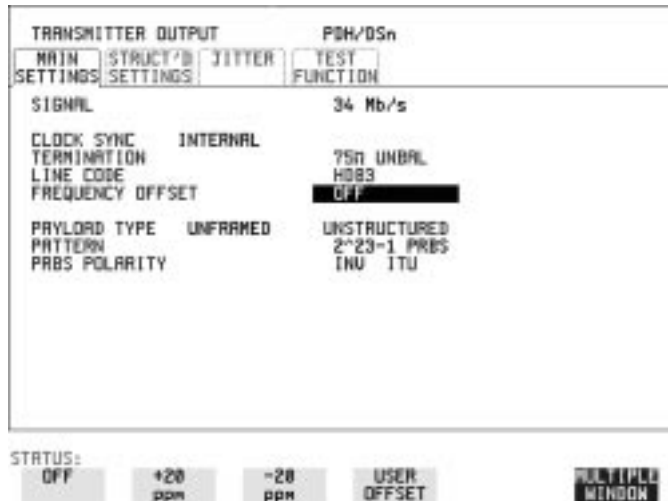 TRANSMITTER OUTPUT PDH/DSn
MAIN SETTINGS STRUCT'D SETTINGS JITTER TEST FUNCTION
SIGNAL 34 Mb/s
CLOCK SYNC INTERNAL
TERMINATION 75Ω UNBAL
LINE CODE HDB3
FREQUENCY OFFSET OFF
PAYLOAD TYPE UNFRAMED UNSTRUCTURED
PATTERN 2^23-1 PRBS
PRBS POLARITY INV ITU
STATUS:
OFF +20 ppm -20 ppm USER OFFSET MULTIPLE WINDOW